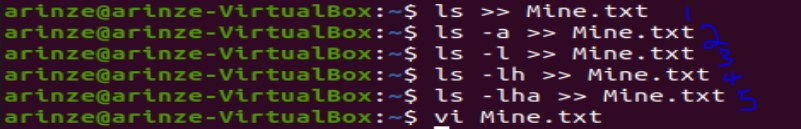 arinze@arinze-VirtualBox:~$ ls >> Mine.txt 1
arinze@arinze-VirtualBox:~$ ls -a >> Mine.txt 2
arinze@arinze-VirtualBox:~$ ls -l >> Mine.txt 3
arinze@arinze-VirtualBox:~$ ls -lh >> Mine.txt 4
arinze@arinze-VirtualBox:~$ ls -lha >> Mine.txt 5
arinze@arinze-VirtualBox:~$ vi Mine.txt